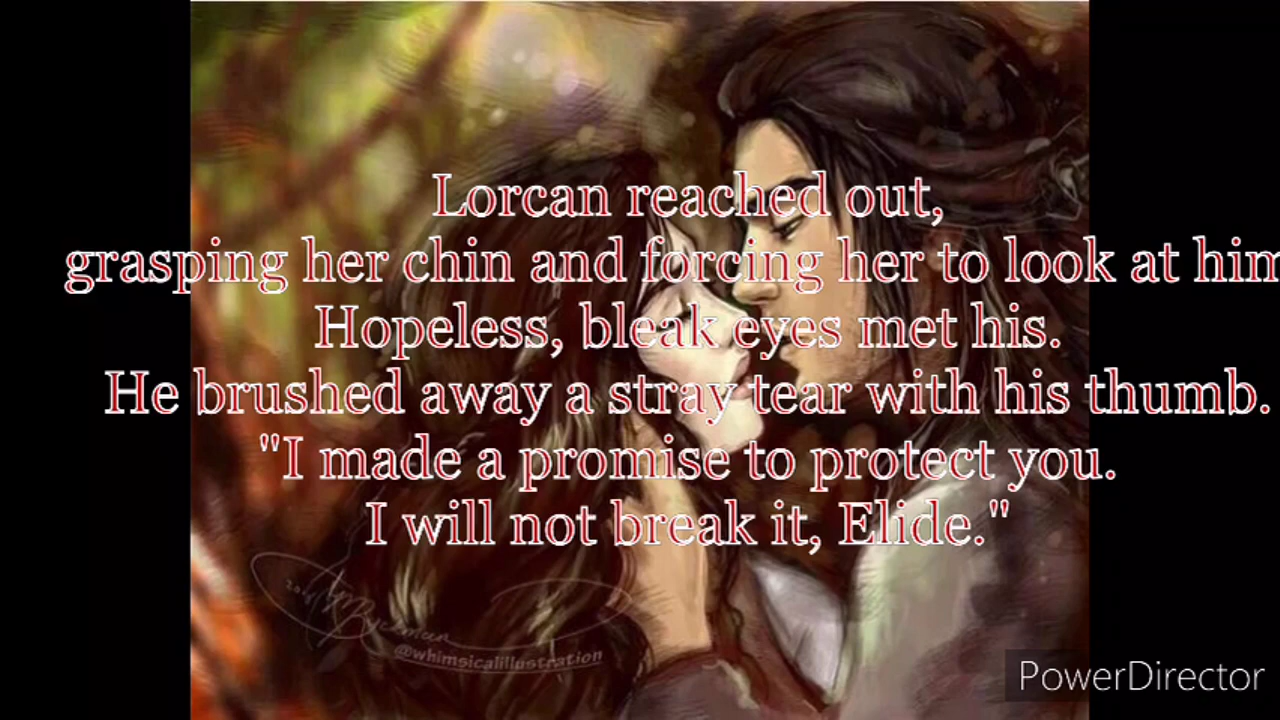 Lorcan reached out,
grasping her chin and forcing her to look at him
Hopeless, bleak eyes met his.
He brushed away a stray tear with his thumb.
"I made a promise to protect you.
I will not break it, Elide."
@whimsicalillustration
PowerDirector